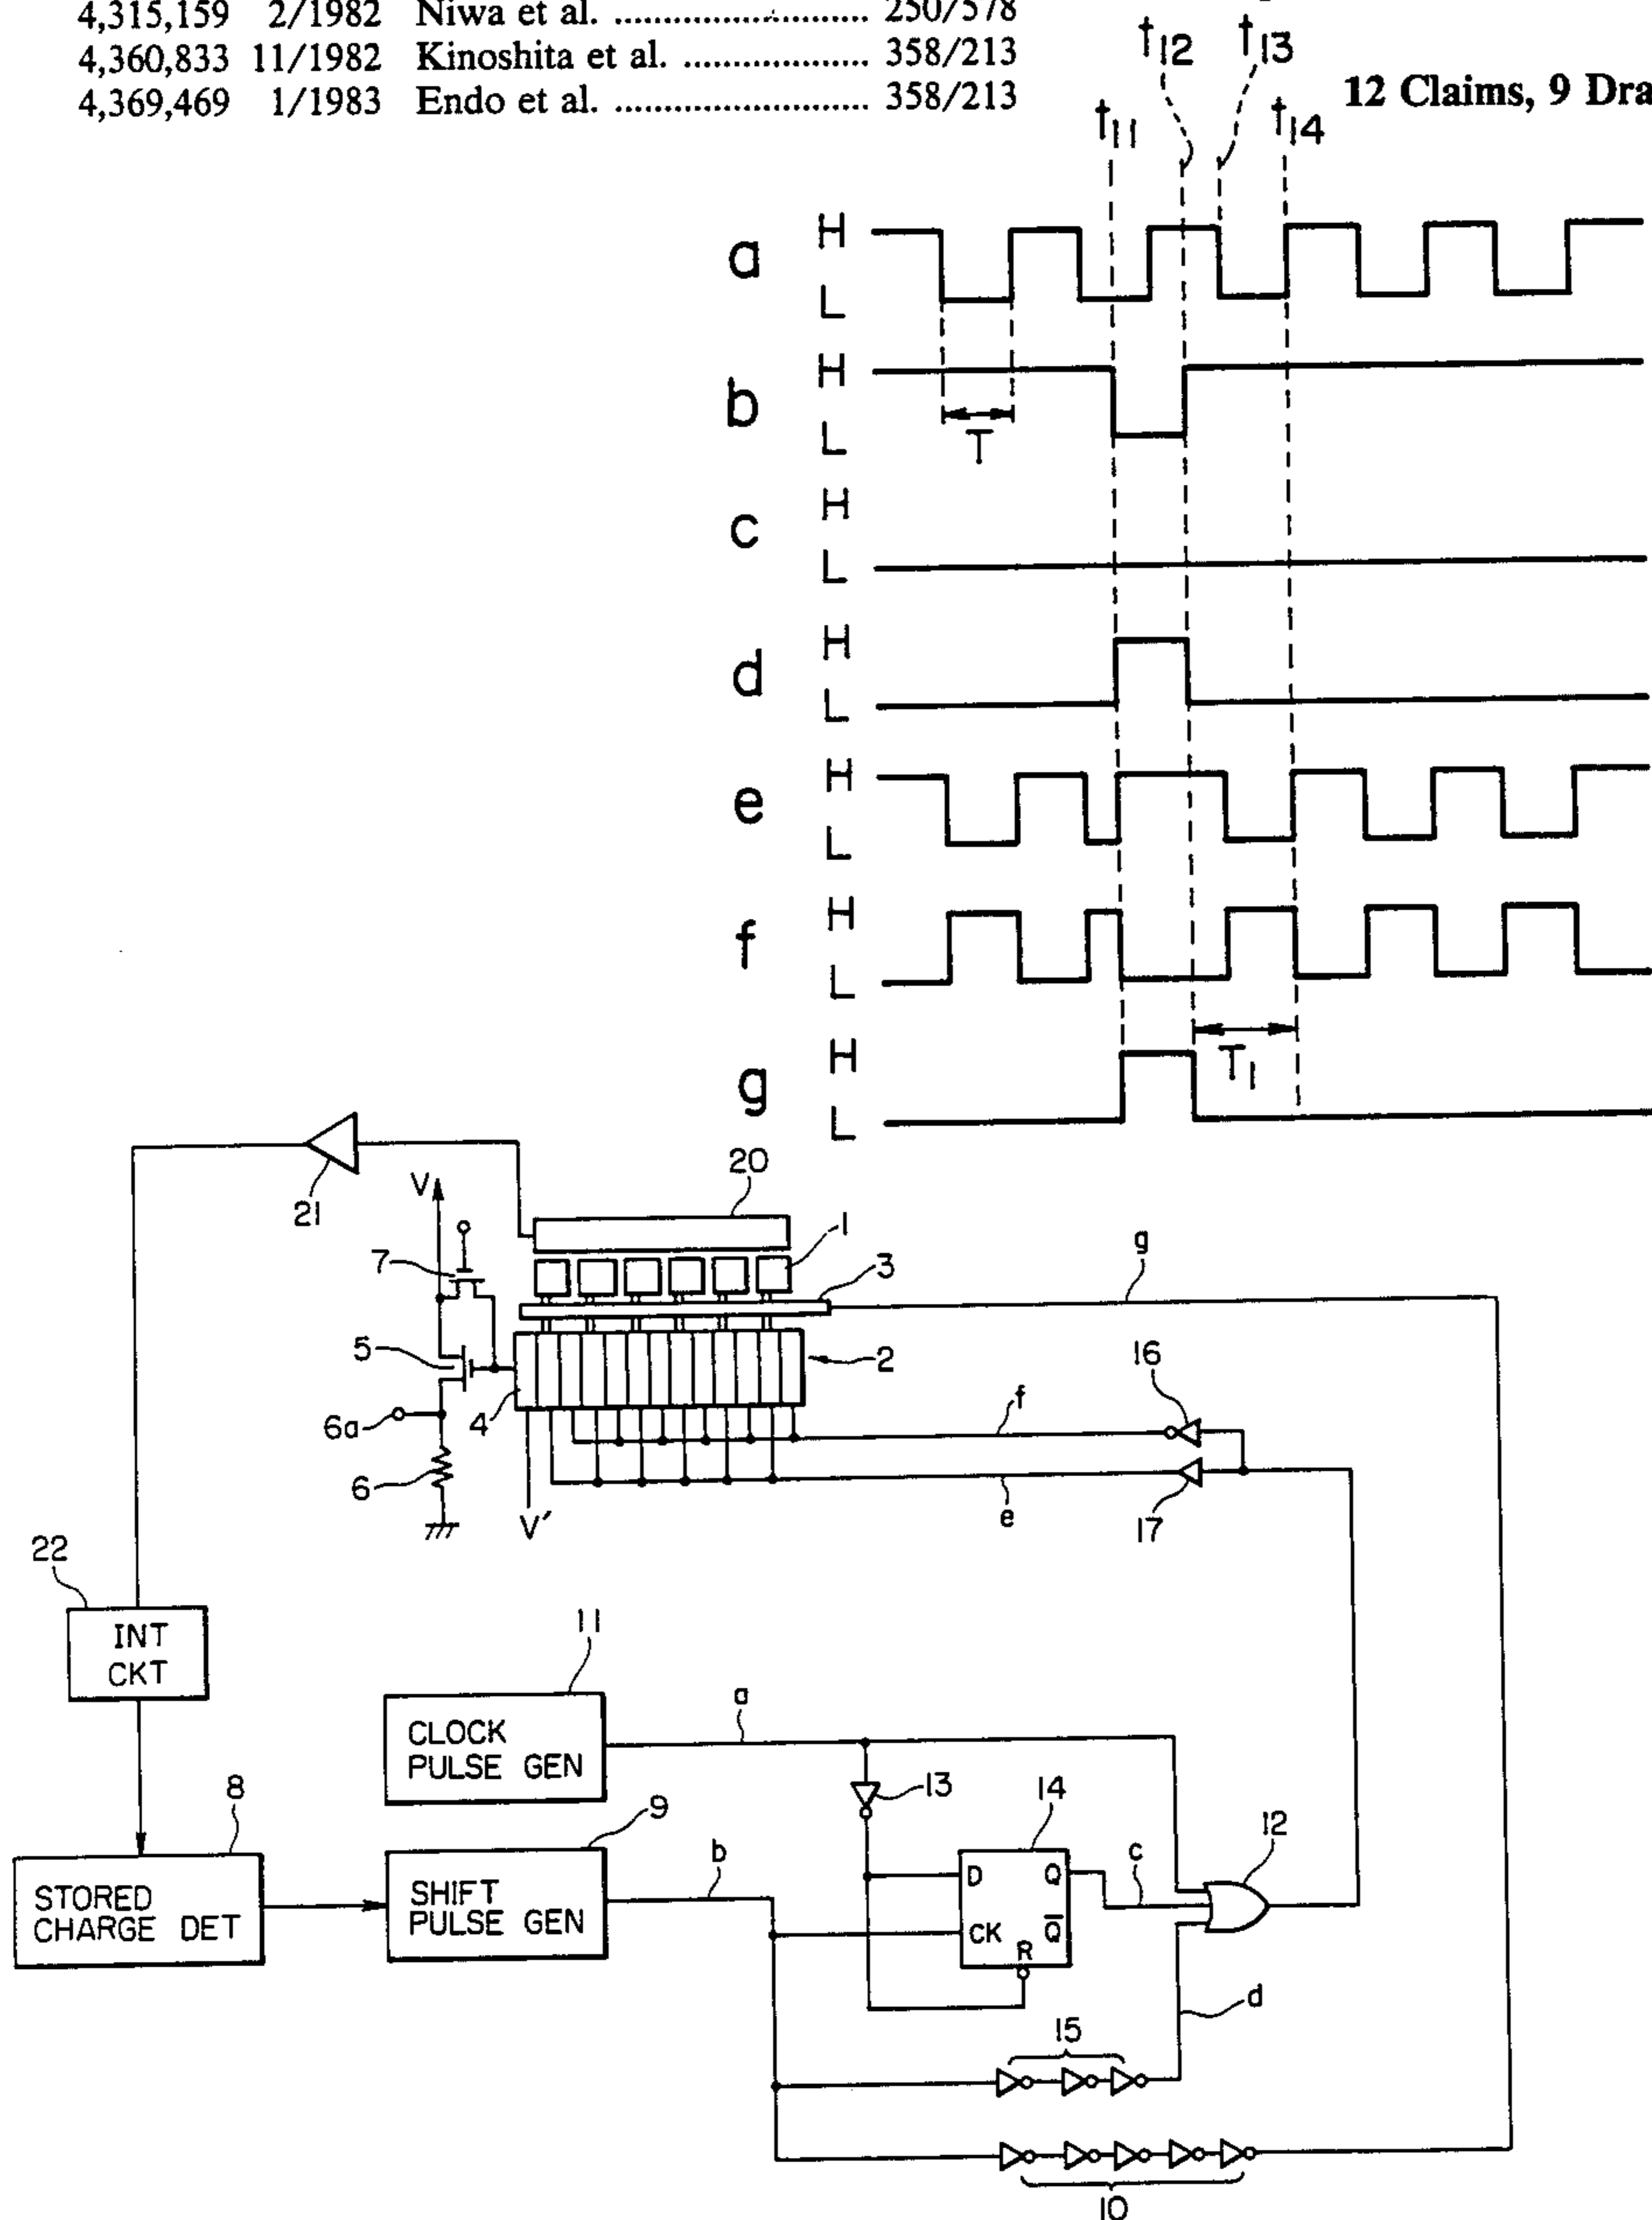 4,315,159 2/1982 Niwa et al. ............................ 250/578
4,360,833 11/1982 Kinoshita et al. .................. 358/213
4,369,469 1/1983 Endo et al. ......................... 358/213
12 Claims, 9 Dra
t12 t13
t11 t14
a H L
b H L
T
c H L
d H L
e H L
f H L
T1
g H L
21
V
20
1
7
3
g
5
2
16
4
f
6a
6
V'
e
17
22
INT
CKT
11
CLOCK
PULSE GEN
a
13
14
8
9
b
D Q
c
12
STORED
CHARGE DET
SHIFT
PULSE GEN
CK Q̅
R
d
15
10